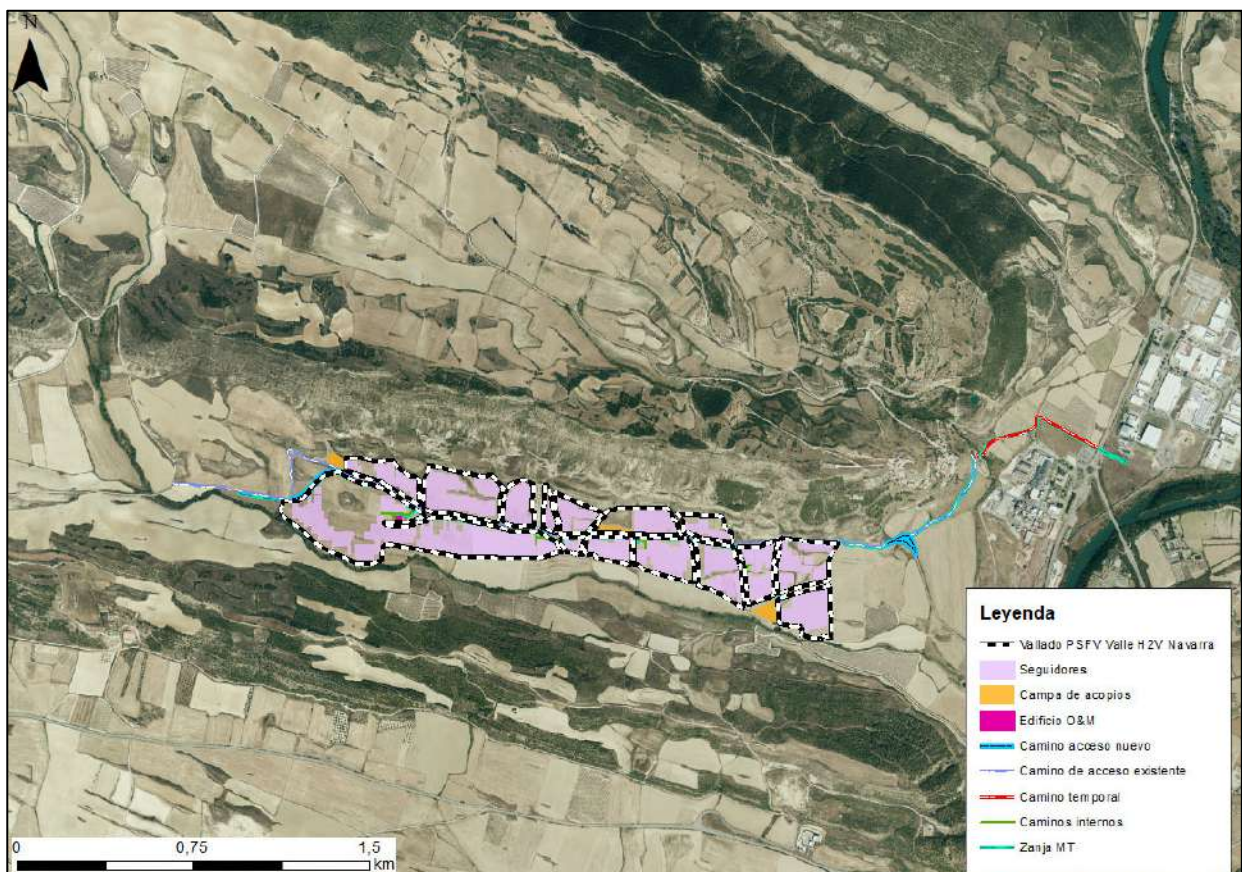 N
Leyenda
Vallado PSFV Valle H2V Navarra
Seguidores
Campa de acopios
Edificio O&M
Camino acceso nuevo
Camino de acceso existente
Camino temporal
Caminos internos
Zanja MT
0 0,75 1,5
km